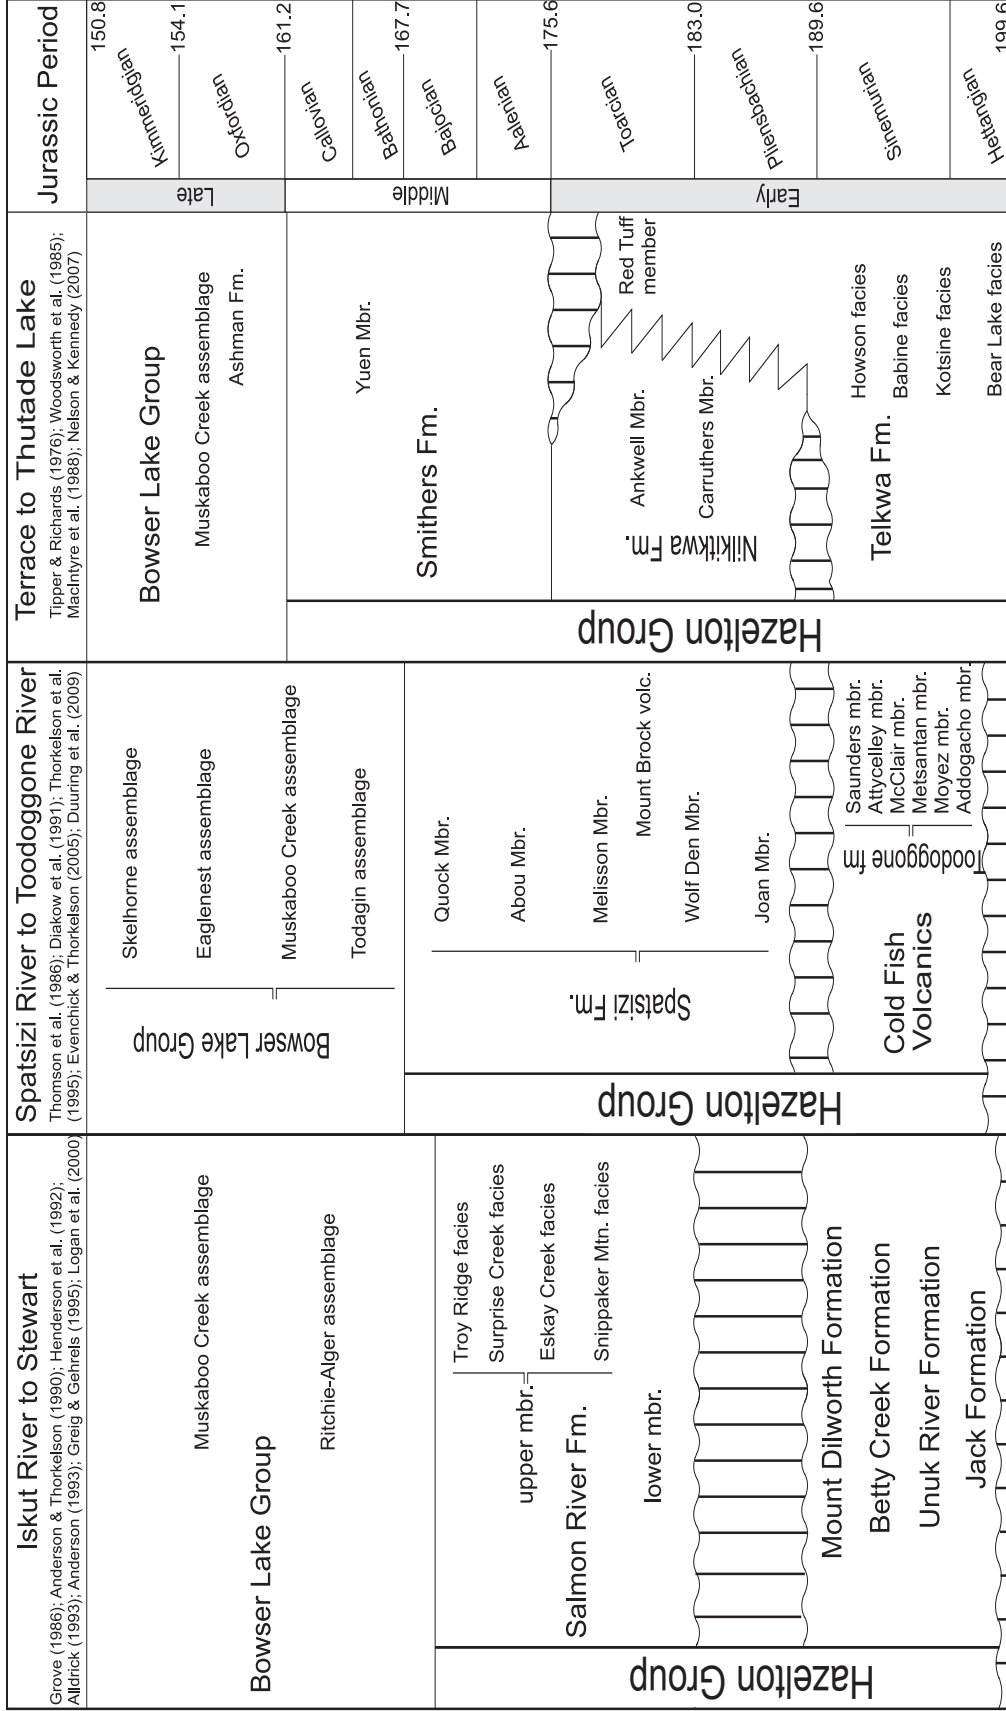 Iskut River to Stewart
Grove (1986); Anderson & Thorkelson (1990); Henderson et al. (1992);
Alldrick (1993); Anderson (1993); Greig & Gehrels (1995); Logan et al. (2000)
Bowser Lake Group
Muskaboo Creek assemblage
Ritchie-Alger assemblage
Hazelton Group
Salmon River Fm.
upper mbr.
Troy Ridge facies
Surprise Creek facies
Eskay Creek facies
Snippaker Mtn. facies
lower mbr.
Mount Dilworth Formation
Betty Creek Formation
Unuk River Formation
Jack Formation
Spatsizi River to Toodoggone River
Thomson et al. (1986); Diakow et al. (1991); Thorkelson et al.
(1995); Evenchick & Thorkelson (2005); Duuring et al. (2009)
Bowser Lake Group
Skelhorne assemblage
Eaglenest assemblage
Muskaboo Creek assemblage
Todagin assemblage
Hazelton Group
Spatsizi Fm.
Quock Mbr.
Abou Mbr.
Melisson Mbr.
Mount Brock volc.
Wolf Den Mbr.
Joan Mbr.
Cold Fish
Volcanics
Toodoggone fm
Saunders mbr.
Attycelley mbr.
McClair mbr.
Metsantan mbr.
Moyez mbr.
Addogacho mbr.
Terrace to Thutade Lake
Tipper & Richards (1976); Woodsworth et al. (1985);
MacIntyre et al. (1988); Nelson & Kennedy (2007)
Bowser Lake Group
Muskaboo Creek assemblage
Ashman Fm.
Hazelton Group
Smithers Fm.
Yuen Mbr.
Nilkitkwa Fm.
Ankwell Mbr.
Carruthers Mbr.
Red Tuff
member
Telkwa Fm.
Howson facies
Babine facies
Kotsine facies
Bear Lake facies
Jurassic Period
Late
Middle
Early
150.8
Kimmeridgian
154.1
Oxfordian
161.2
Callovian
Bathonian
167.7
Bajocian
Aalenian
175.6
Toarcian
183.0
Pliensbachian
189.6
Sinemurian
Hettangian
199.6